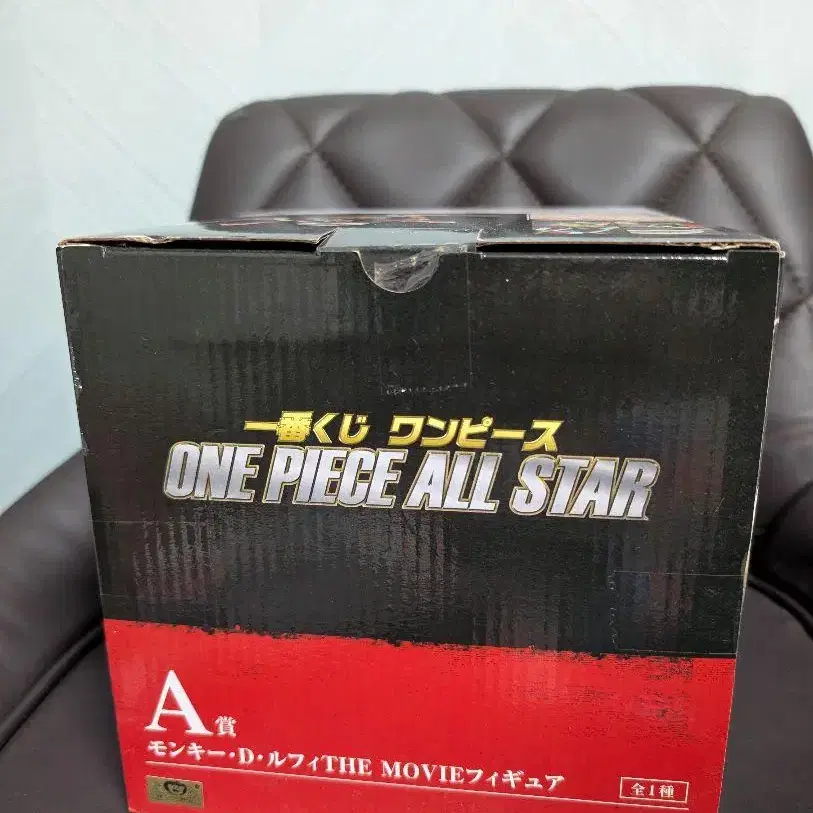 一番くじ ワンピース
ONE PIECE ALL STAR
A賞
モンキー・D・ルフィTHE MOVIEフィギュア
全1種